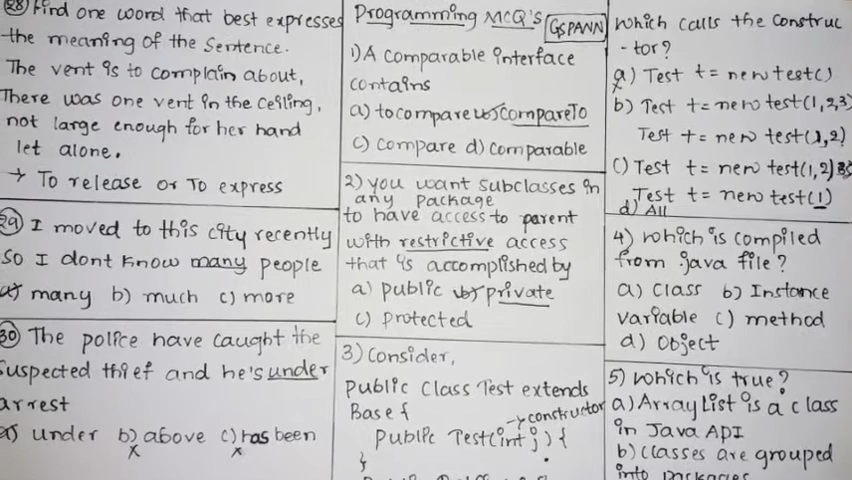 28) Find one word that best expresses
the meaning of the sentence.
The vent is to complain about,
There was one vent in the ceiling,
not large enough for her hand
let alone.
→ To release or To express
29) I moved to this city recently
so I dont know many people
a) many b) much c) more
30) The police have caught the
suspected thief and he's under
arrest
a) under b) above c) has been
Programming MCQ'S GSPANN
1) A comparable interface
contains
a) tocompare b) compareTo
c) compare d) comparable
2) you want subclasses in
any package
to have access to parent
with restrictive access
that is accomplished by
a) public b) private
c) protected
3) Consider,
public class Test extends
Base {
→ constructor
Public Test(int j) {
}
which calls the construc
-tor?
a) Test t = new test()
b) Test t = new test(1,2,3)
Test t = new test(1,2)
c) Test t = new test(1,2)
Test t = new test(1)
d) All
4) which is compiled
from .java file?
a) class b) Instance
variable c) method
d) Object
5) which is true?
a) ArrayList is a class
in Java API
b) classes are grouped
into packages